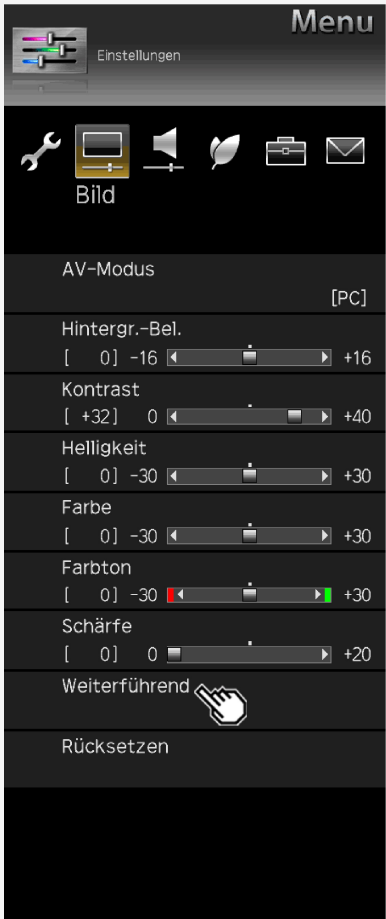 Menu
Einstellungen
Bild
AV-Modus
[PC]
Hintergr.-Bel.
[ 0] -16 +16
Kontrast
[ +32] 0 +40
Helligkeit
[ 0] -30 +30
Farbe
[ 0] -30 +30
Farbton
[ 0] -30 +30
Schärfe
[ 0] 0 +20
Weiterführend
Rücksetzen